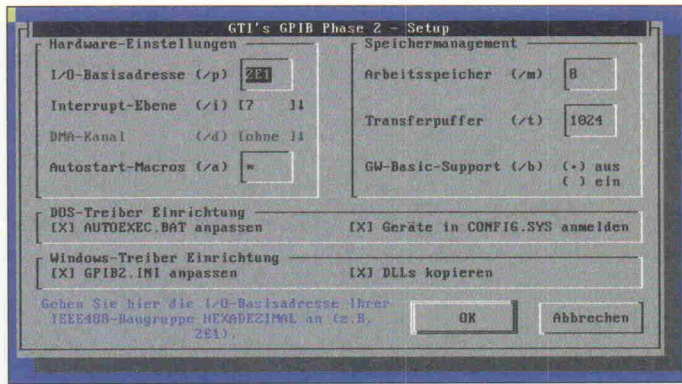 GTI's GPIB Phase 2 - Setup
Hardware-Einstellungen
I/O-Basisadresse (/p) 2E1
Interrupt-Ebene (/i) [7 ]↓
DMA-Kanal (/d) [ohne ]↓
Autostart-Macros (/a) *
Speichermanagement
Arbeitsspeicher (/m) 8
Transferpuffer (/t) 1024
GW-Basic-Support (/b) (•) aus
( ) ein
DOS-Treiber Einrichtung
[X] AUTOEXEC.BAT anpassen [X] Geräte in CONFIG.SYS anmelden
Windows-Treiber Einrichtung
[X] GPIB2.INI anpassen [X] DLLs kopieren
Geben Sie hier die I/O-Basisadresse Ihrer
IEEE488-Baugruppe HEXADEZIMAL an (z.B.
2E1).
OK Abbrechen